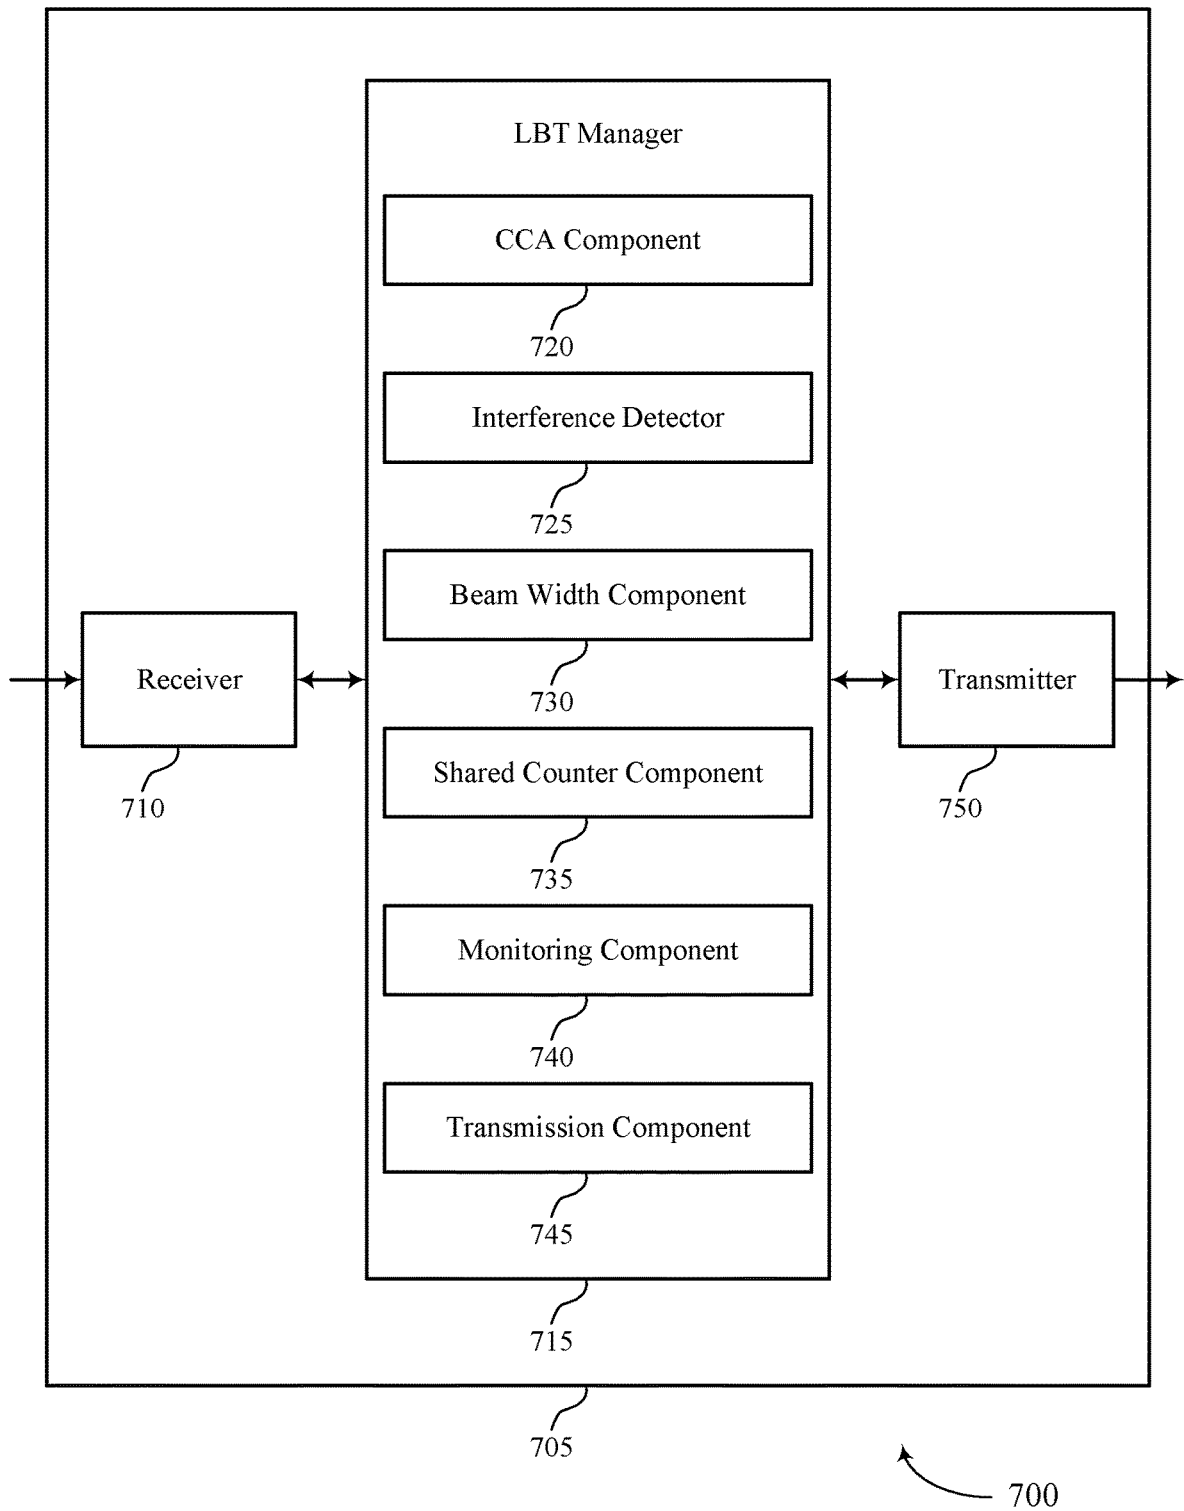 LBT Manager
CCA Component
720
Interference Detector
725
Beam Width Component
730
Receiver
710
Transmitter
750
Shared Counter Component
735
Monitoring Component
740
Transmission Component
745
715
705
700